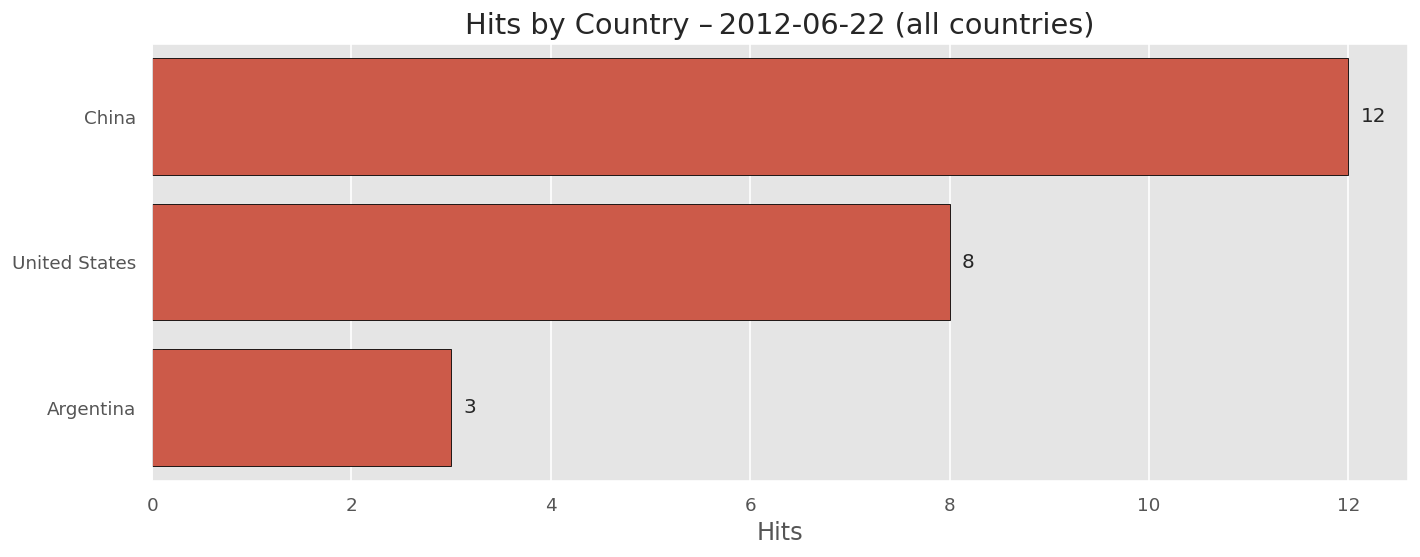 Hits by Country – 2012-06-22 (all countries)
China
12
United States
8
Argentina
3
0 2 4 6 8 10 12
Hits